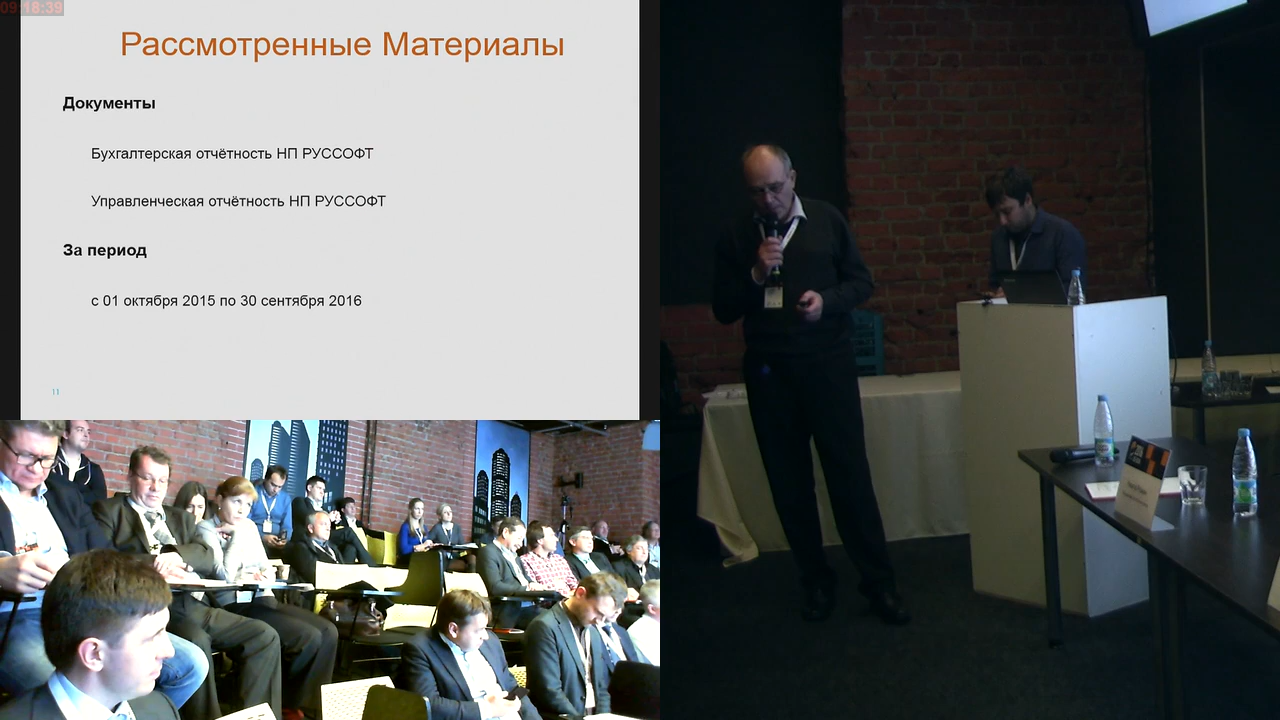 09:18:39
Рассмотренные Материалы
Документы
Бухгалтерская отчётность НП РУССОФТ
Управленческая отчётность НП РУССОФТ
За период
с 01 октября 2015 по 30 сентября 2016
11